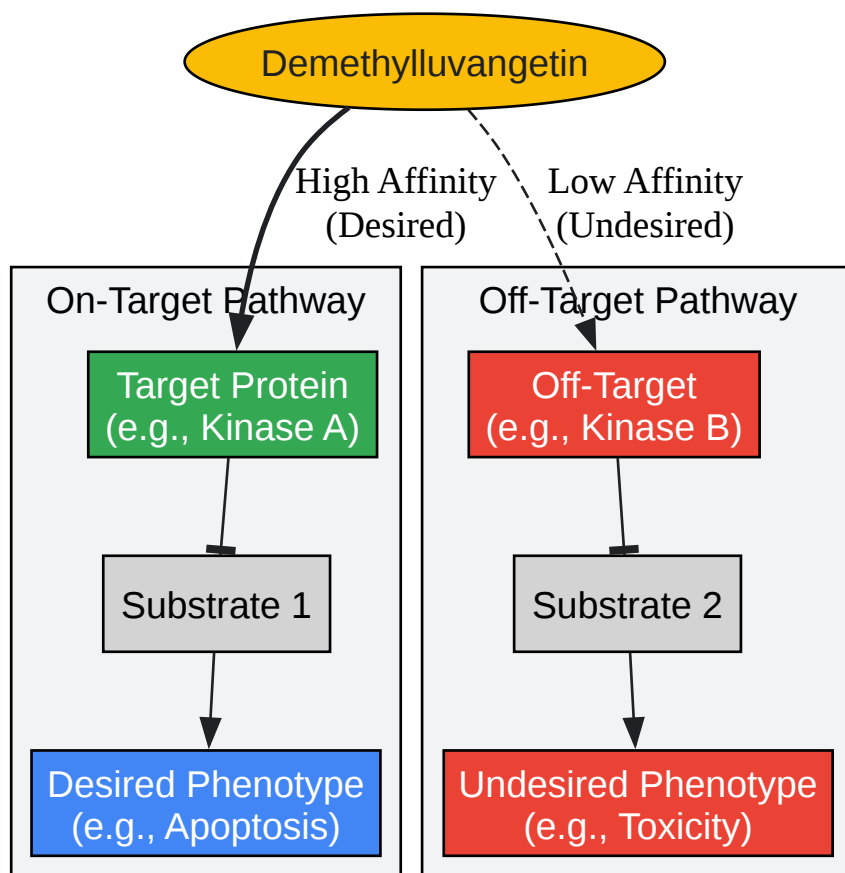 Demethylluvangetin
High Affinity
(Desired)
Low Affinity
(Undesired)
On-Target Pathway
Target Protein
(e.g., Kinase A)
Substrate 1
Desired Phenotype
(e.g., Apoptosis)
Off-Target Pathway
Off-Target
(e.g., Kinase B)
Substrate 2
Undesired Phenotype
(e.g., Toxicity)